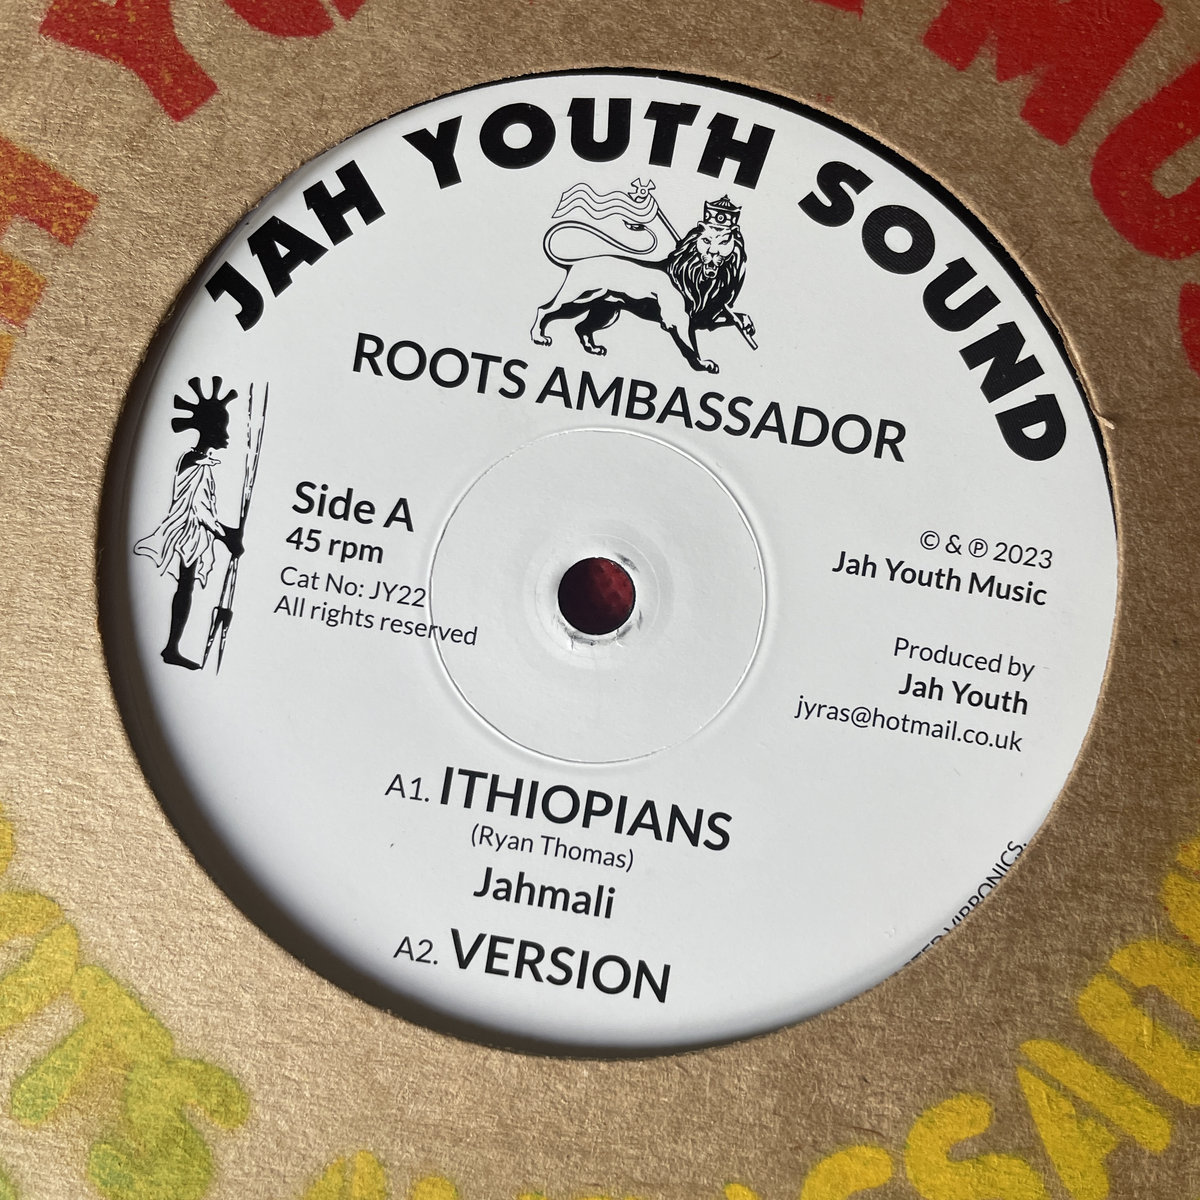 JAH YOUTH SOUND
ROOTS AMBASSADOR
Side A
45 rpm
Cat No: JY22
All rights reserved
© & ℗ 2023
Jah Youth Music
Produced by
Jah Youth
jyras@hotmail.co.uk
A1. ITHIOPIANS
(Ryan Thomas)
Jahmali
A2. VERSION
VIBRONICS.